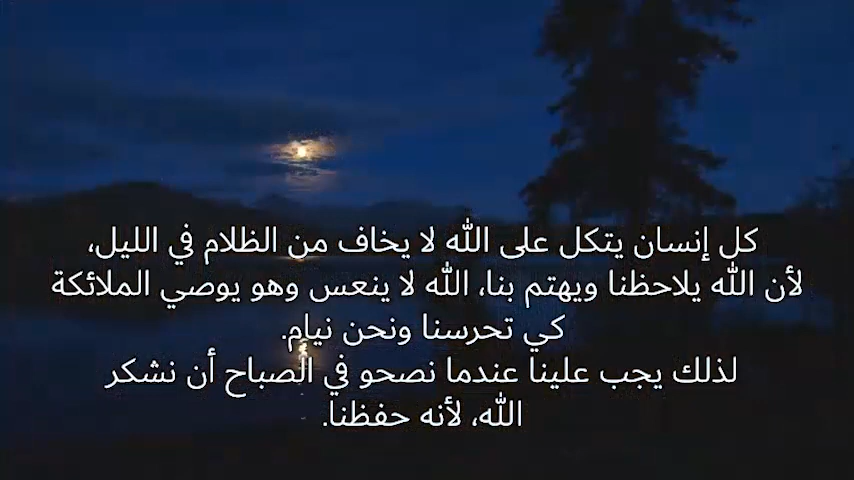 كل إنسان يتكل على الله لا يخاف من الظلام في الليل،
لأن الله يلاحظنا ويهتم بنا، الله لا ينعس وهو يوصي الملائكة
كي تحرسنا ونحن نيام.
لذلك يجب علينا عندما نصحو في الصباح أن نشكر
الله، لأنه حفظنا.